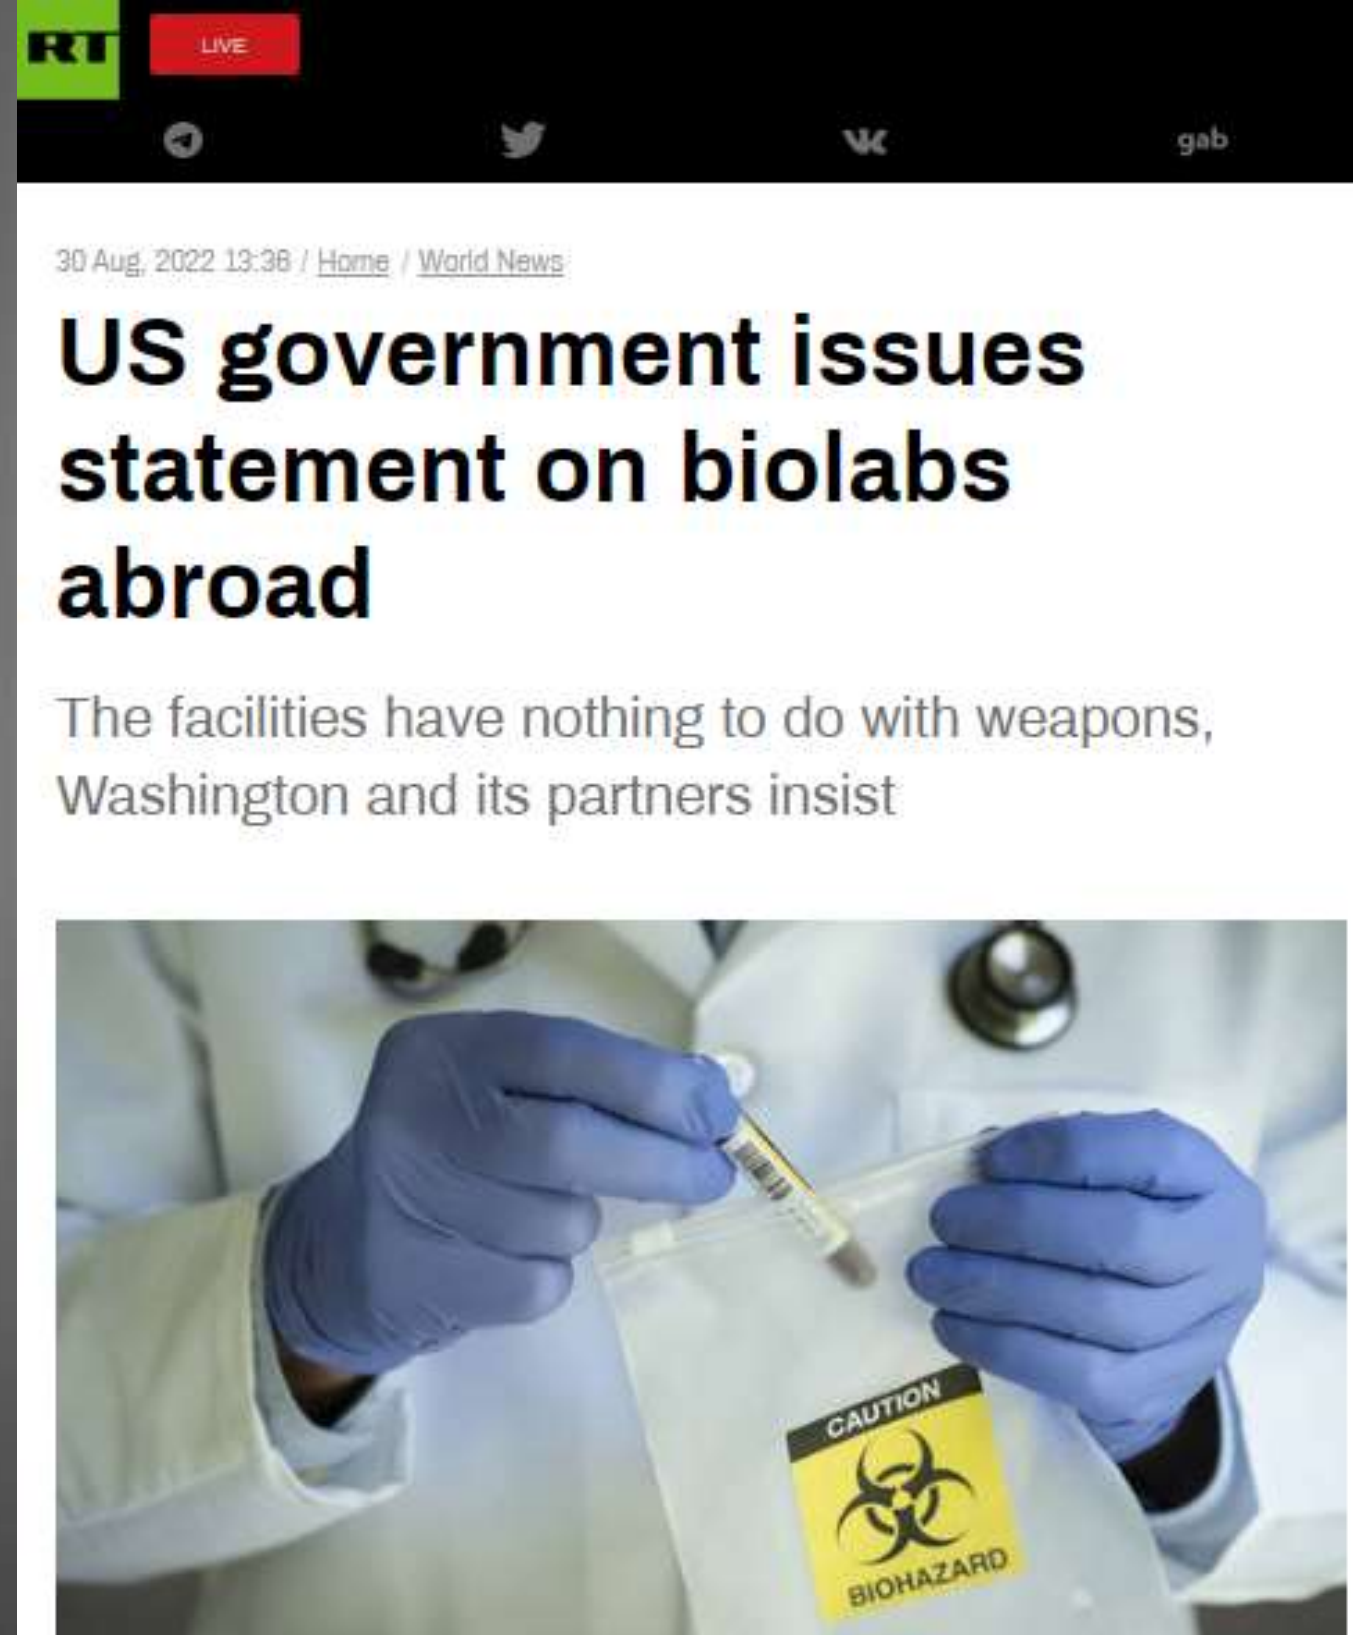 RT
LIVE
gab
30 Aug, 2022 13:36 / Home / World News
US government issues
statement on biolabs
abroad
The facilities have nothing to do with weapons,
Washington and its partners insist
CAUTION
BIOHAZARD